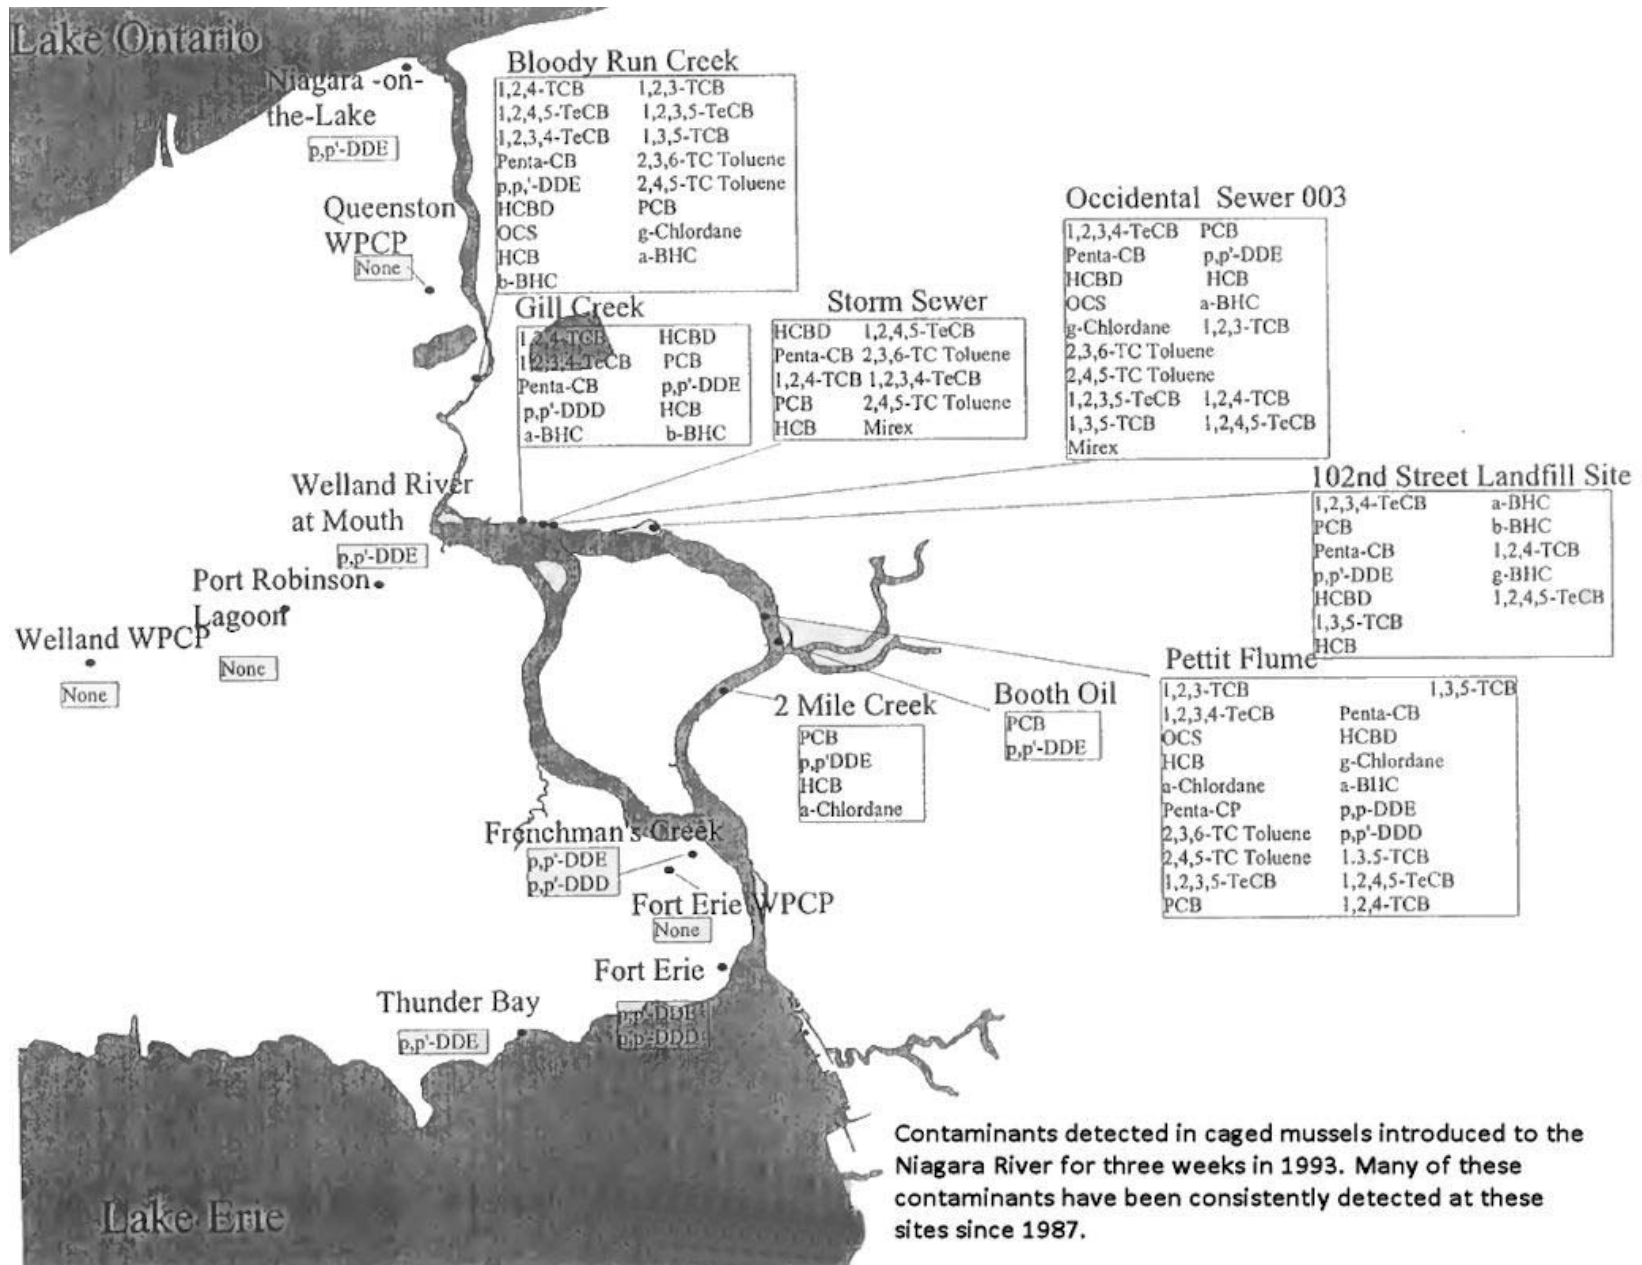 Lake Ontario
Niagara -on-
the-Lake
p,p'-DDE
Queenston
WPCP
None
Bloody Run Creek
1,2,4-TCB 1,2,3-TCB
1,2,4,5-TeCB 1,2,3,5-TeCB
1,2,3,4-TeCB 1,3,5-TCB
Penta-CB 2,3,6-TC Toluene
p,p,'-DDE 2,4,5-TC Toluene
HCBD PCB
OCS g-Chlordane
HCB a-BHC
b-BHC
Gill Creek
1,2,4-TCB HCBD
1,2,3,4-TeCB PCB
Penta-CB p,p'-DDE
p,p'-DDD HCB
a-BHC b-BHC
Storm Sewer
HCBD 1,2,4,5-TeCB
Penta-CB 2,3,6-TC Toluene
1,2,4-TCB 1,2,3,4-TeCB
PCB 2,4,5-TC Toluene
HCB Mirex
Occidental Sewer 003
1,2,3,4-TeCB PCB
Penta-CB p,p'-DDE
HCBD HCB
OCS a-BHC
g-Chlordane 1,2,3-TCB
2,3,6-TC Toluene
2,4,5-TC Toluene
1,2,3,5-TeCB 1,2,4-TCB
1,3,5-TCB 1,2,4,5-TeCB
Mirex
102nd Street Landfill Site
1,2,3,4-TeCB a-BHC
PCB b-BHC
Penta-CB 1,2,4-TCB
p,p'-DDE g-BHC
HCBD 1,2,4,5-TeCB
1,3,5-TCB
HCB
Welland River
at Mouth
p,p'-DDE
Port Robinson
Lagoon
None
Welland WPCP
None
Pettit Flume
1,2,3-TCB 1,3,5-TCB
1,2,3,4-TeCB Penta-CB
OCS HCBD
HCB g-Chlordane
a-Chlordane a-BHC
Penta-CP p,p-DDE
2,3,6-TC Toluene p,p'-DDD
2,4,5-TC Toluene 1.3.5-TCB
1,2,3,5-TeCB 1,2,4,5-TeCB
PCB 1,2,4-TCB
Booth Oil
PCB
p,p'-DDE
2 Mile Creek
PCB
p,p'DDE
HCB
a-Chlordane
Frenchman's Creek
p,p'-DDE
p,p'-DDD
Fort Erie WPCP
None
Fort Erie
p,p'-DDE
p,p'-DDD
Thunder Bay
p,p'-DDE
Lake Erie
Contaminants detected in caged mussels introduced to the
Niagara River for three weeks in 1993. Many of these
contaminants have been consistently detected at these
sites since 1987.